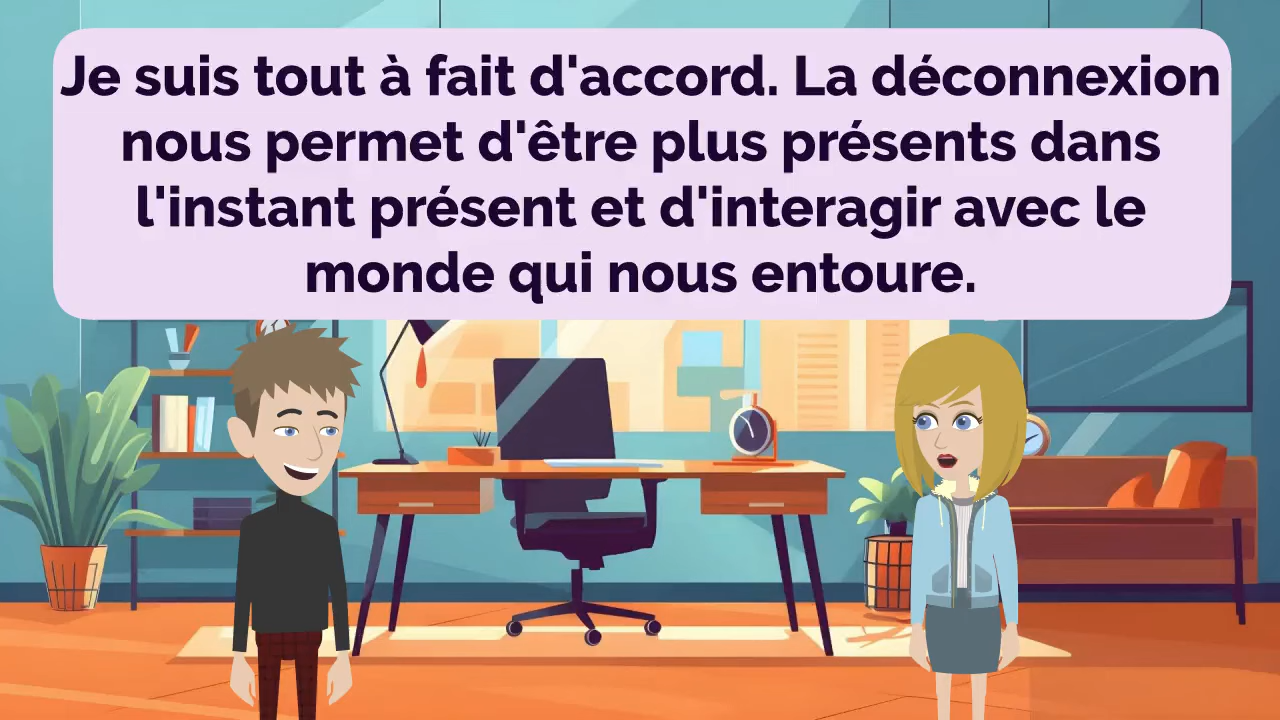 Je suis tout à fait d'accord. La déconnexion
nous permet d'être plus présents dans
l'instant présent et d'interagir avec le
monde qui nous entoure.